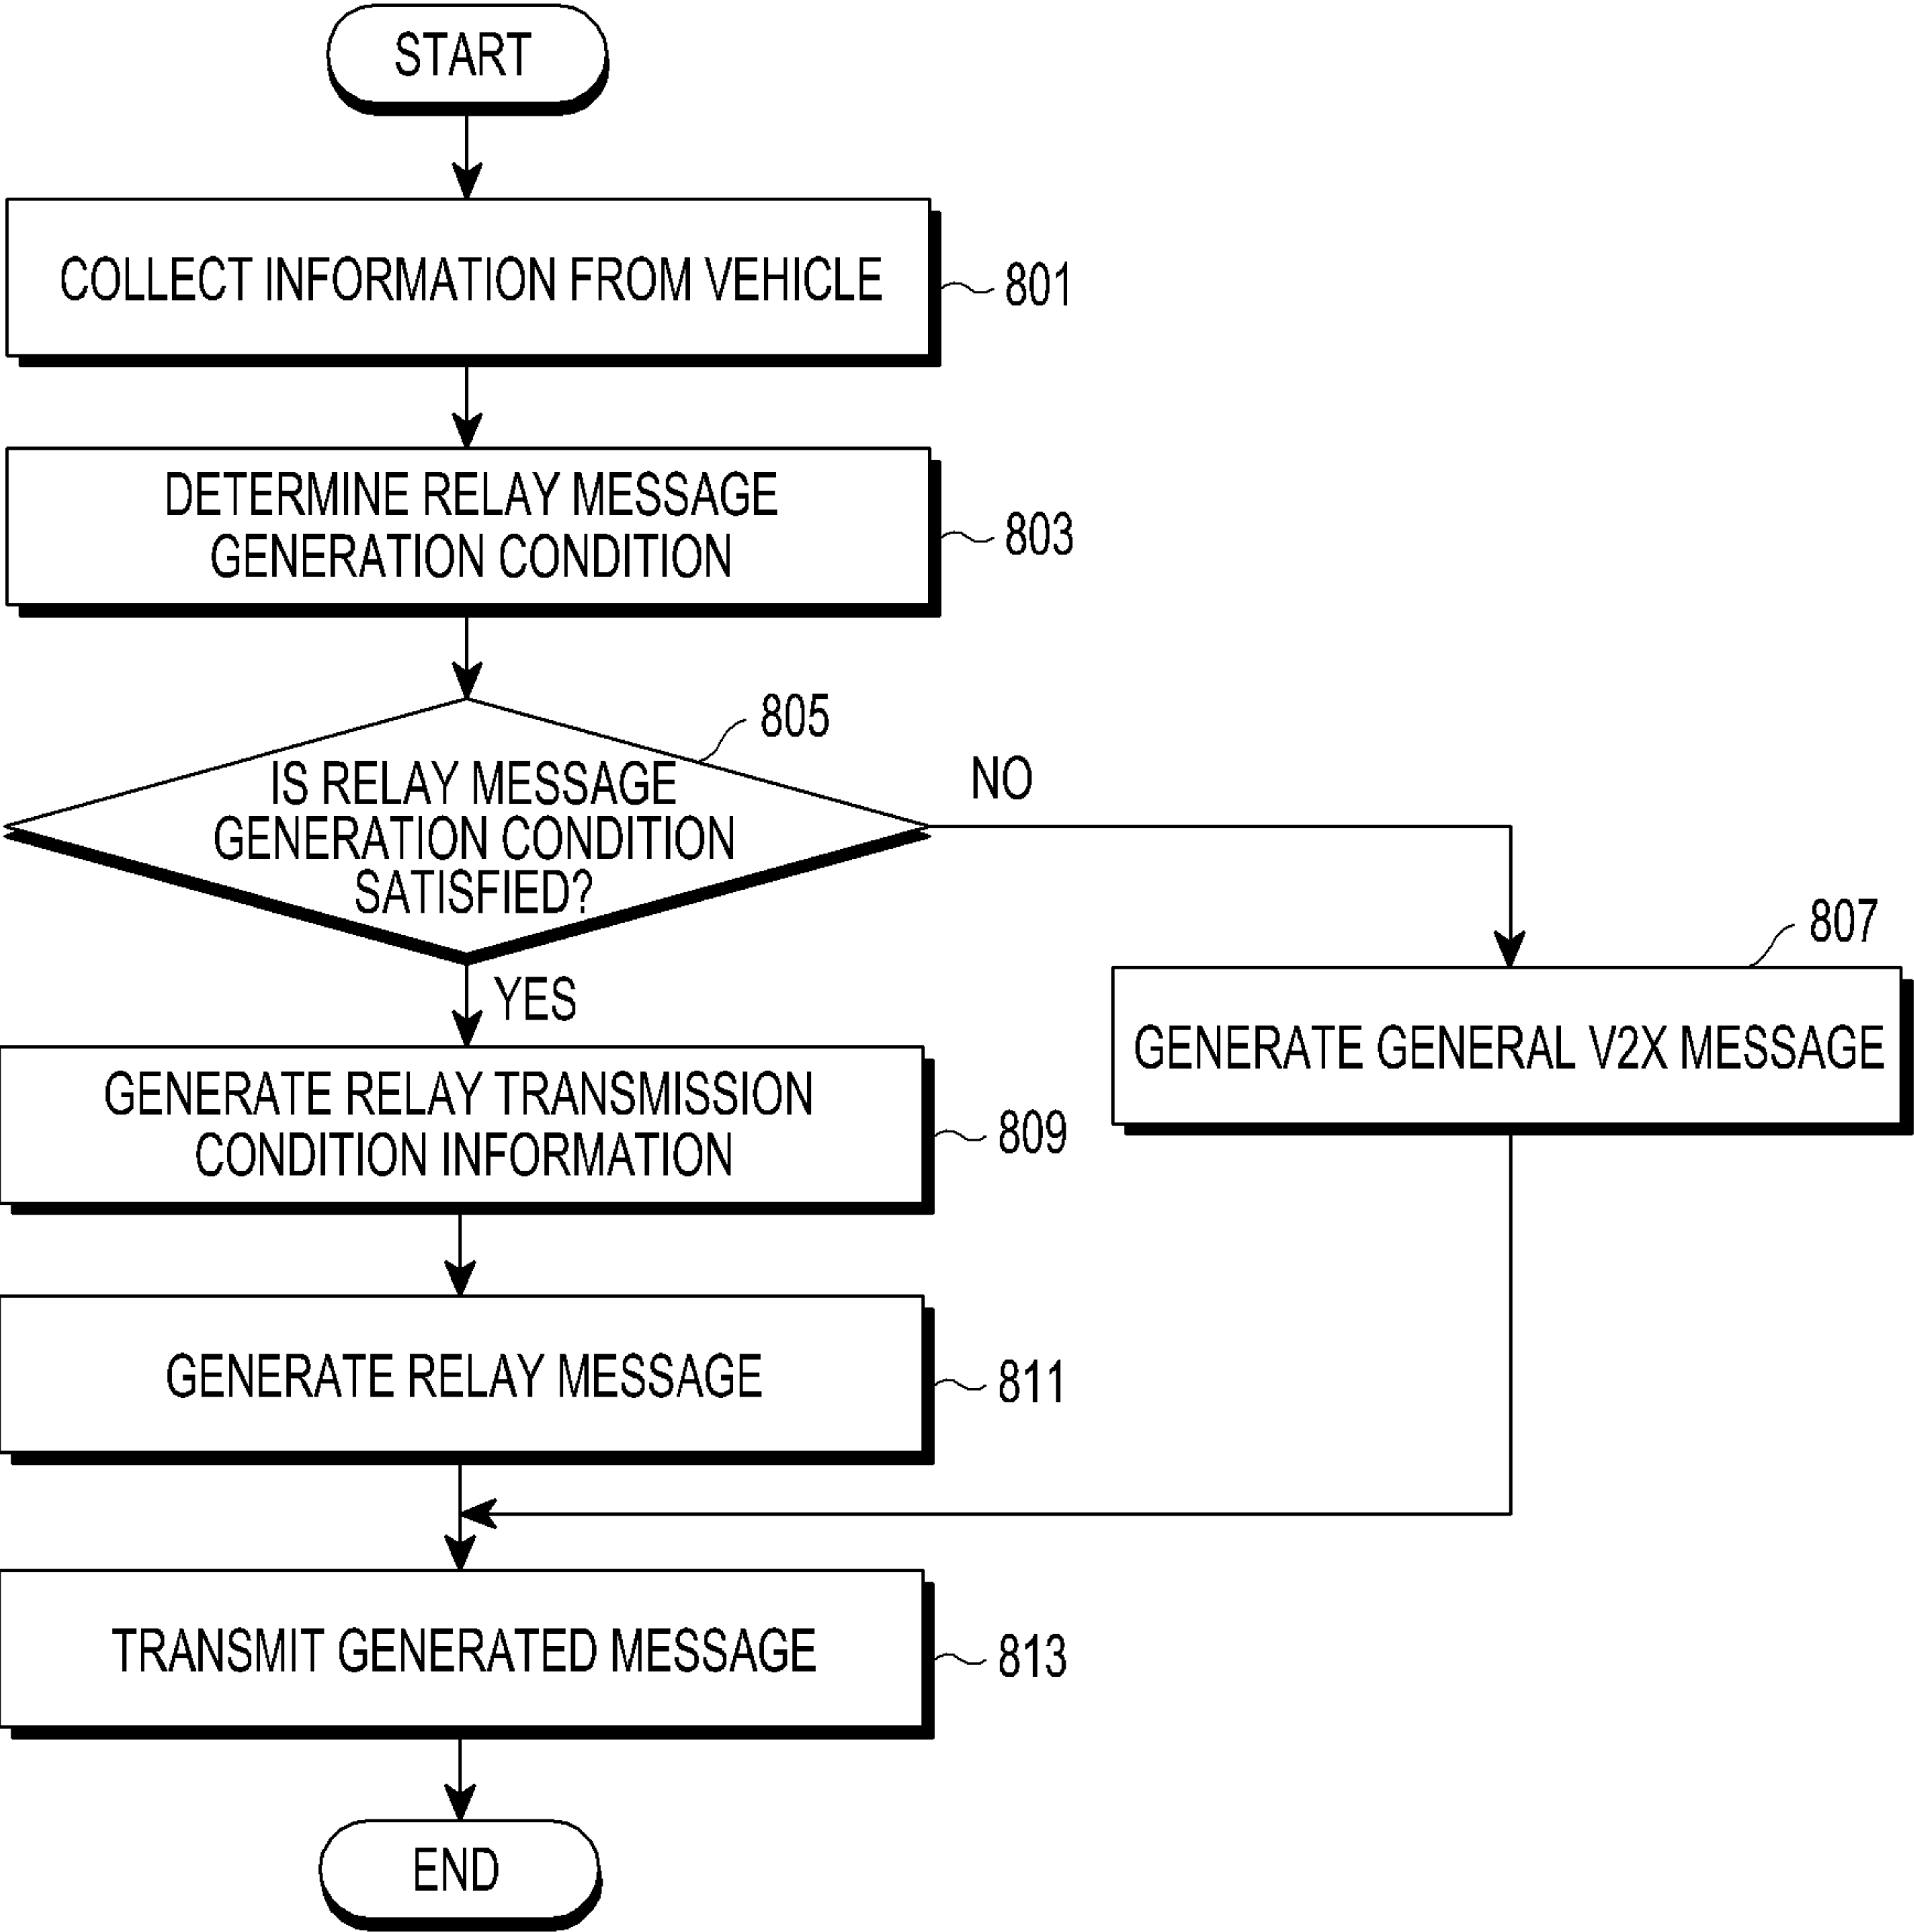 START
COLLECT INFORMATION FROM VEHICLE
801
DETERMINE RELAY MESSAGE
GENERATION CONDITION
803
805
IS RELAY MESSAGE
GENERATION CONDITION
SATISFIED?
NO
YES
807
GENERATE GENERAL V2X MESSAGE
GENERATE RELAY TRANSMISSION
CONDITION INFORMATION
809
GENERATE RELAY MESSAGE
811
TRANSMIT GENERATED MESSAGE
813
END